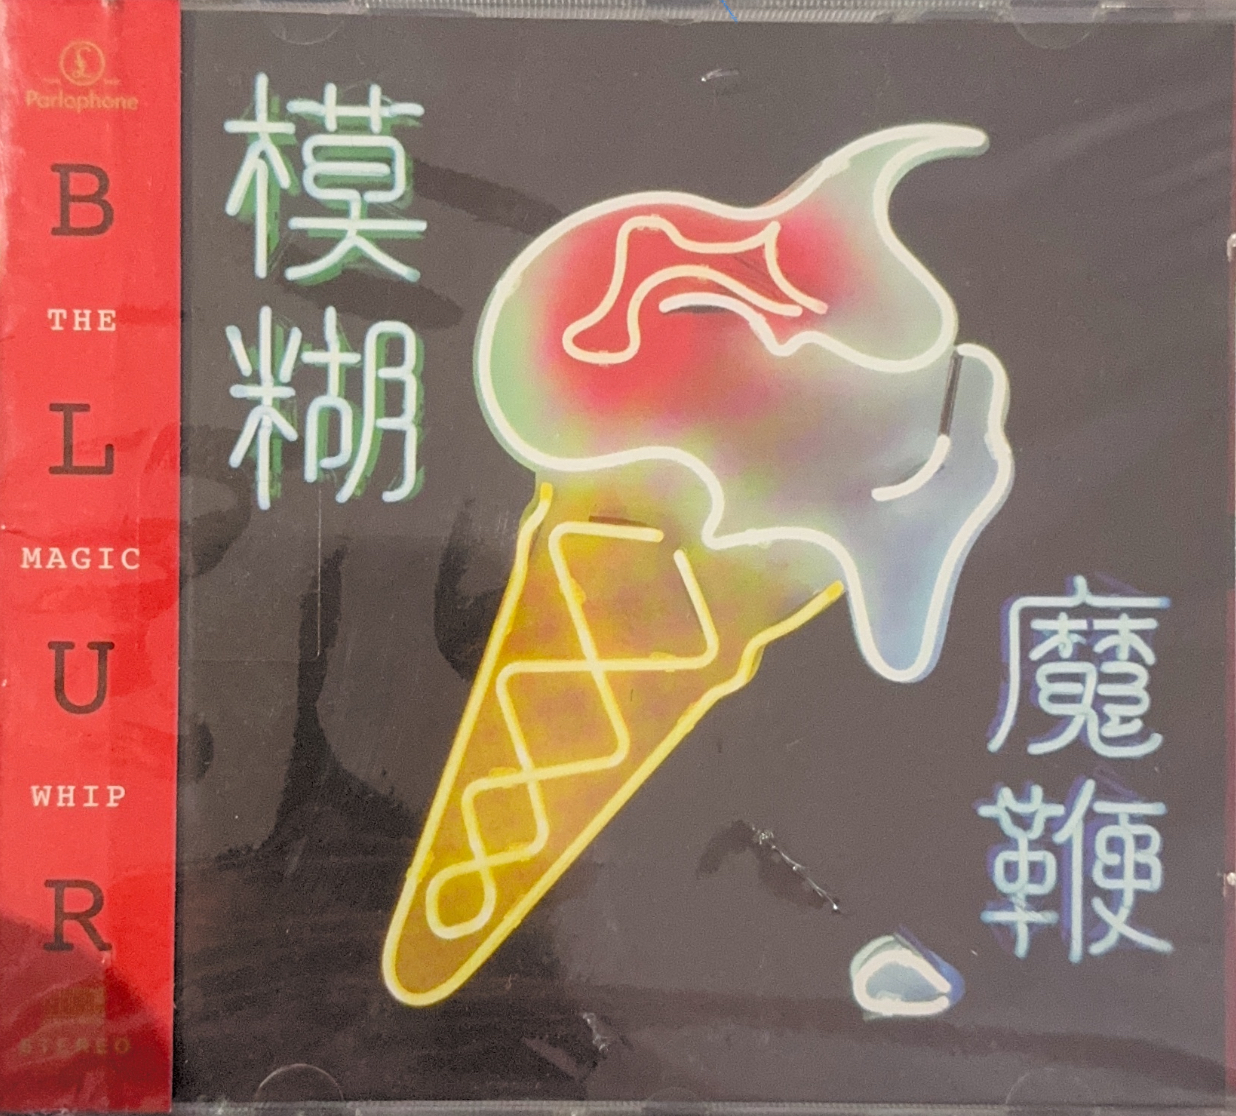 Parlophone
B
THE
L
MAGIC
U
WHIP
R
STEREO
模
糊
魔
鞭